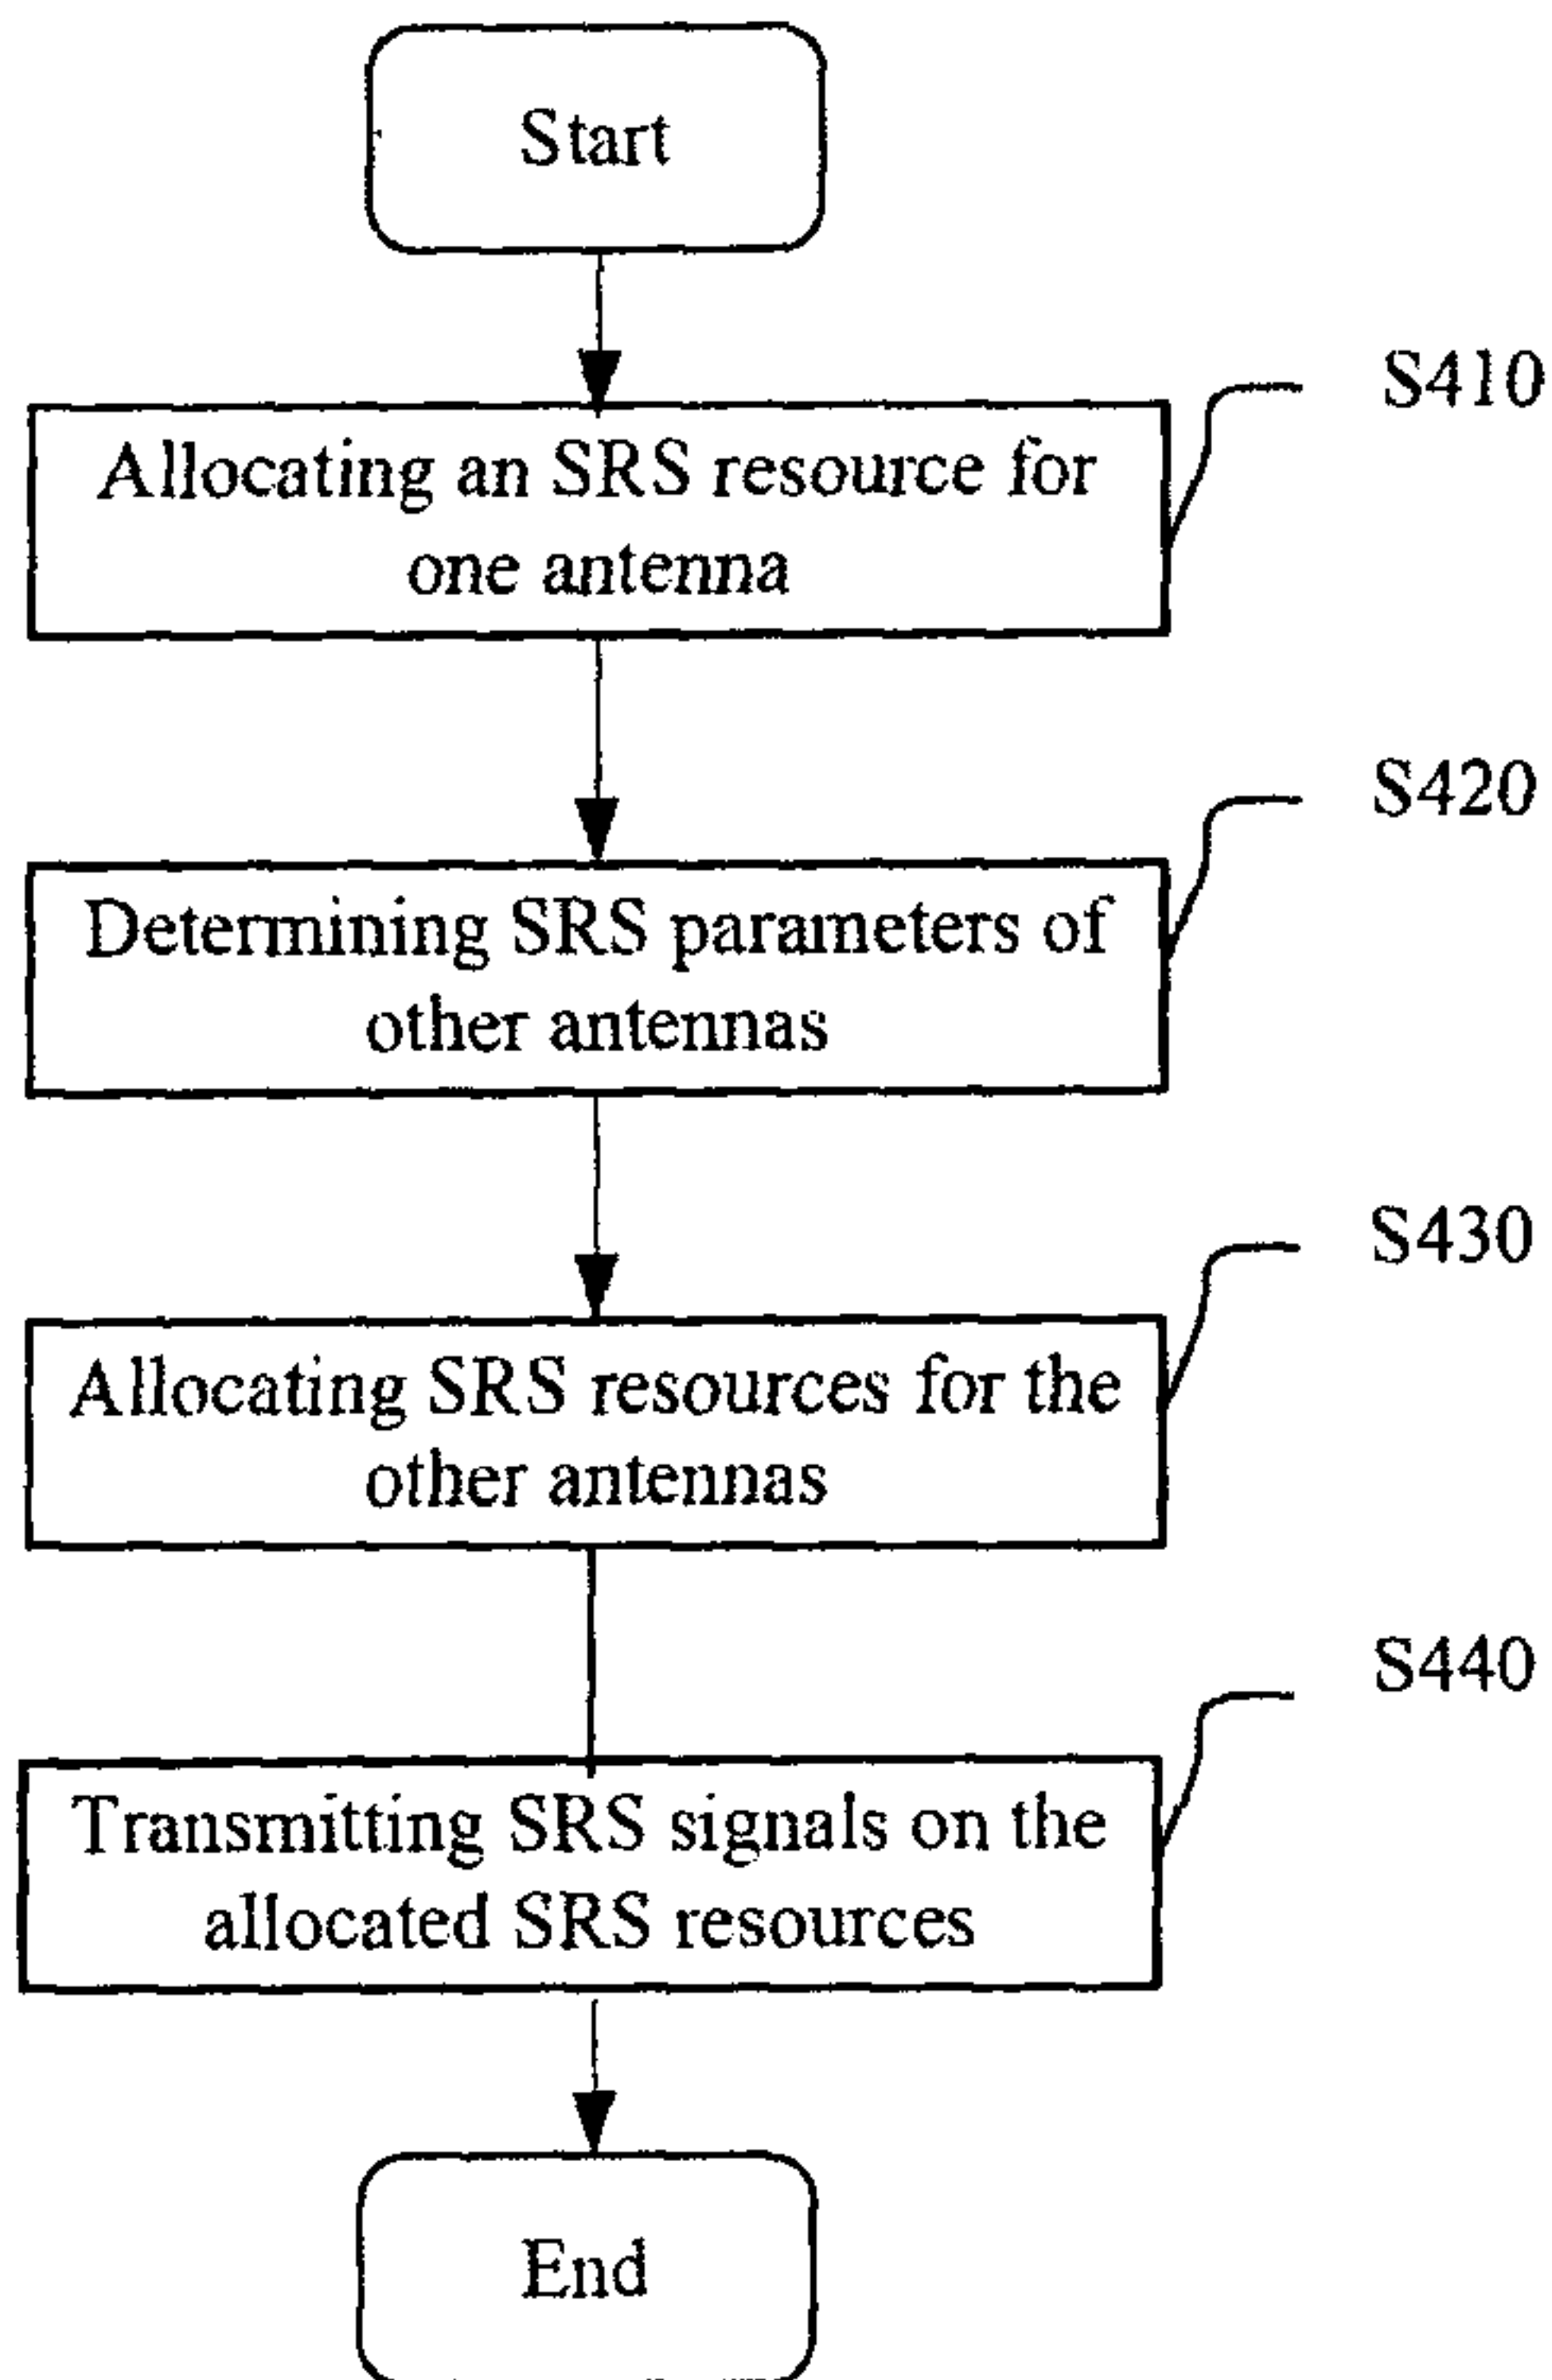 Start
S410
Allocating an SRS resource for
one antenna
S420
Determining SRS parameters of
other antennas
S430
Allocating SRS resources for the
other antennas
S440
Transmitting SRS signals on the
allocated SRS resources
End